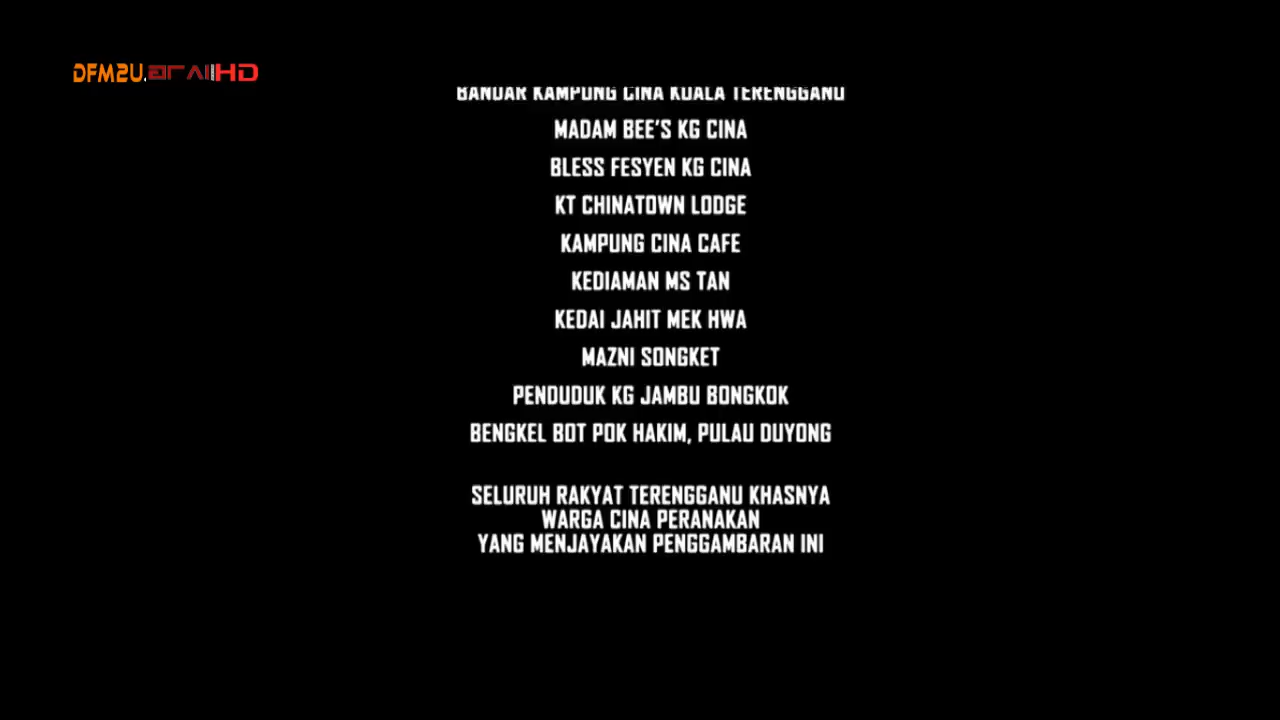 DFM2U.
HD
BANDAR KAMPUNG CINA KUALA TERENGGANU
MADAM BEE'S KG CINA
BLESS FESYEN KG CINA
KT CHINATOWN LODGE
KAMPUNG CINA CAFE
KEDIAMAN MS TAN
KEDAI JAHIT MEK HWA
MAZNI SONGKET
PENDUDUK KG JAMBU BONGKOK
BENGKEL BOT POK HAKIM, PULAU DUYONG
SELURUH RAKYAT TERENGGANU KHASNYA
WARGA CINA PERANAKAN
YANG MENJAYAKAN PENGGAMBARAN INI